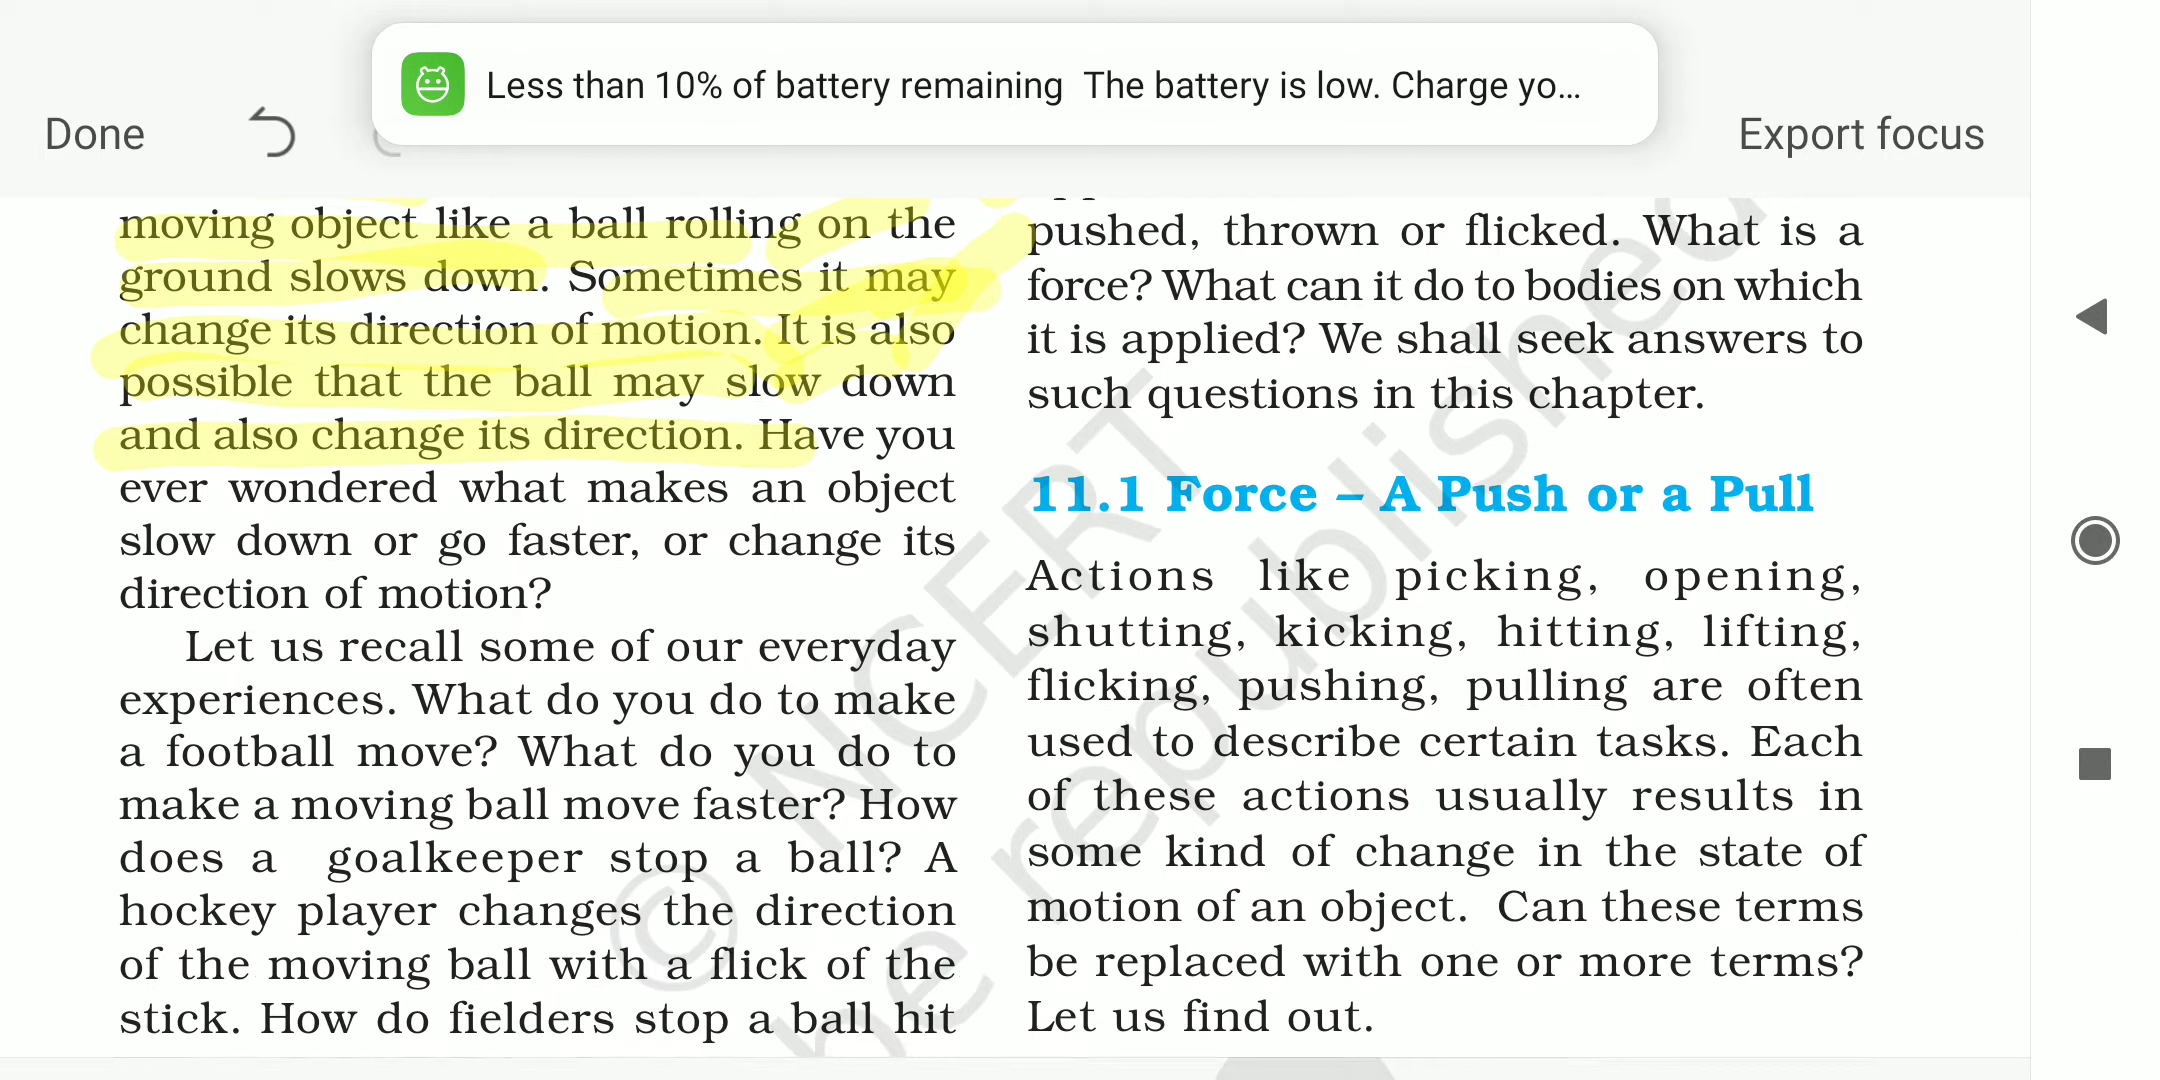 Less than 10% of battery remaining The battery is low. Charge yo...
Done
Export focus
moving object like a ball rolling on the
ground slows down. Sometimes it may
change its direction of motion. It is also
possible that the ball may slow down
and also change its direction. Have you
ever wondered what makes an object
slow down or go faster, or change its
direction of motion?
Let us recall some of our everyday
experiences. What do you do to make
a football move? What do you do to
make a moving ball move faster? How
does a goalkeeper stop a ball? A
hockey player changes the direction
of the moving ball with a flick of the
stick. How do fielders stop a ball hit
pushed, thrown or flicked. What is a
force? What can it do to bodies on which
it is applied? We shall seek answers to
such questions in this chapter.
11.1 Force – A Push or a Pull
Actions like picking, opening,
shutting, kicking, hitting, lifting,
flicking, pushing, pulling are often
used to describe certain tasks. Each
of these actions usually results in
some kind of change in the state of
motion of an object. Can these terms
be replaced with one or more terms?
Let us find out.
© NCERT
be republished